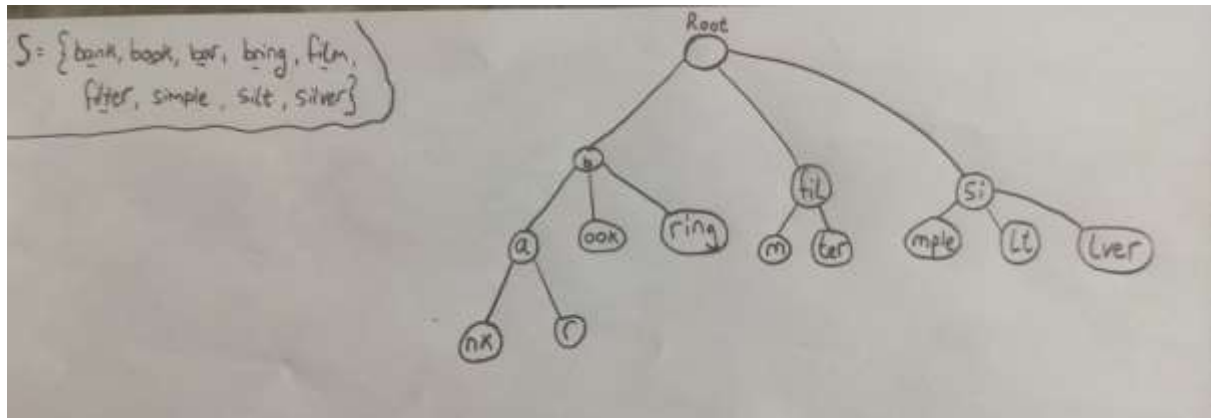 S = {bank, book, bar, bring, film,
filter, simple, silt, silver}
Root
b
fil
si
a
ook
ring
m
ter
mple
lt
lver
nk
r